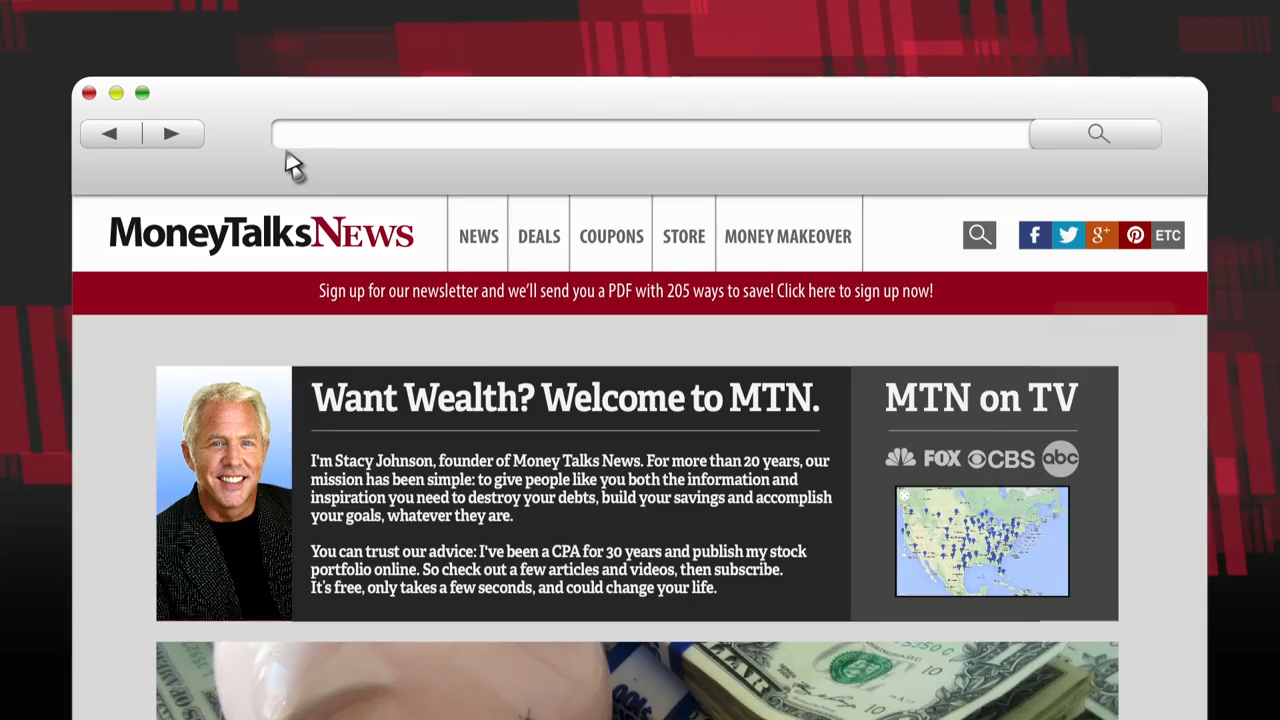 MoneyTalksNews
NEWS
DEALS
COUPONS
STORE
MONEY MAKEOVER
f
g+
ETC
Sign up for our newsletter and we'll send you a PDF with 205 ways to save! Click here to sign up now!
Want Wealth? Welcome to MTN.
I'm Stacy Johnson, founder of Money Talks News. For more than 20 years, our
mission has been simple: to give people like you both the information and
inspiration you need to destroy your debts, build your savings and accomplish
your goals, whatever they are.
You can trust our advice: I've been a CPA for 30 years and publish my stock
portfolio online. So check out a few articles and videos, then subscribe.
It's free, only takes a few seconds, and could change your life.
MTN on TV
FOX
CBS
abc
DOLLAR
10
10